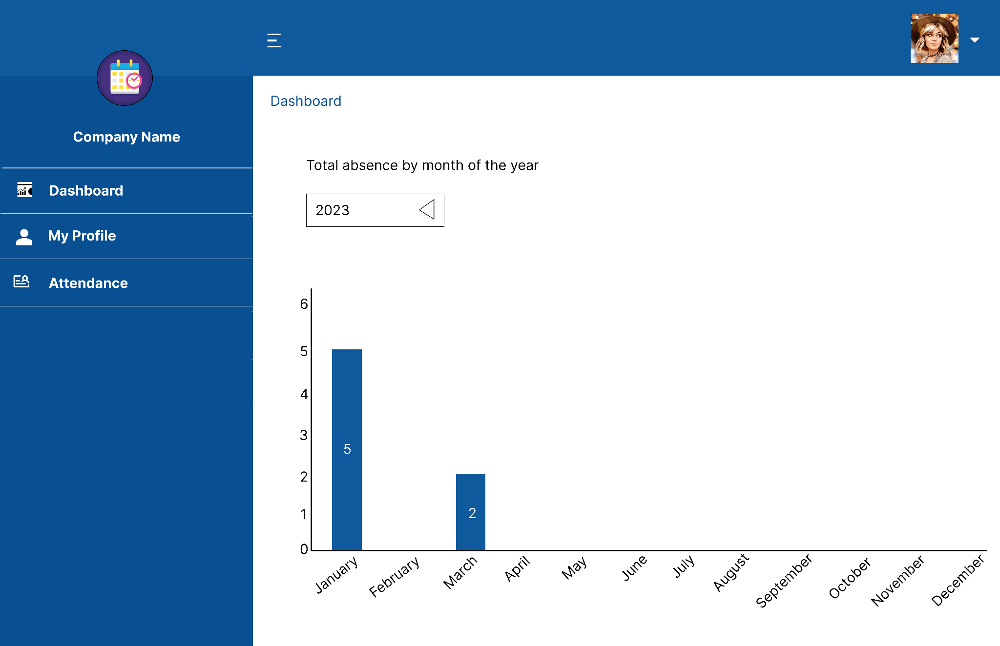 Company Name
Dashboard
My Profile
Attendance
Dashboard
Total absence by month of the year
2023
6
5
4
3
2
1
0
5
2
January
February
March
April
May
June
July
August
September
October
November
December